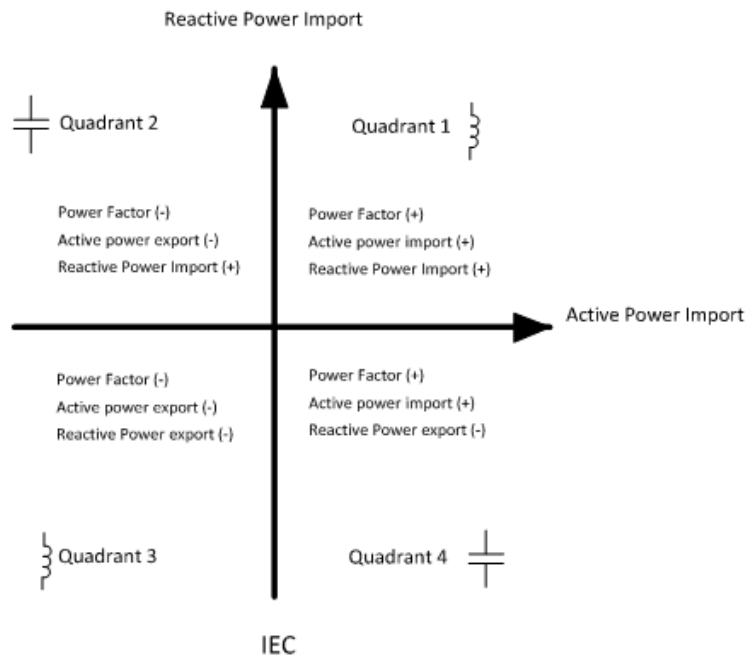 Reactive Power Import
Quadrant 2
Quadrant 1
Power Factor (-)
Active power export (-)
Reactive Power Import (+)
Power Factor (+)
Active power import (+)
Reactive Power Import (+)
Active Power Import
Power Factor (-)
Active power export (-)
Reactive Power export (-)
Power Factor (+)
Active power import (+)
Reactive Power export (-)
Quadrant 3
Quadrant 4
IEC